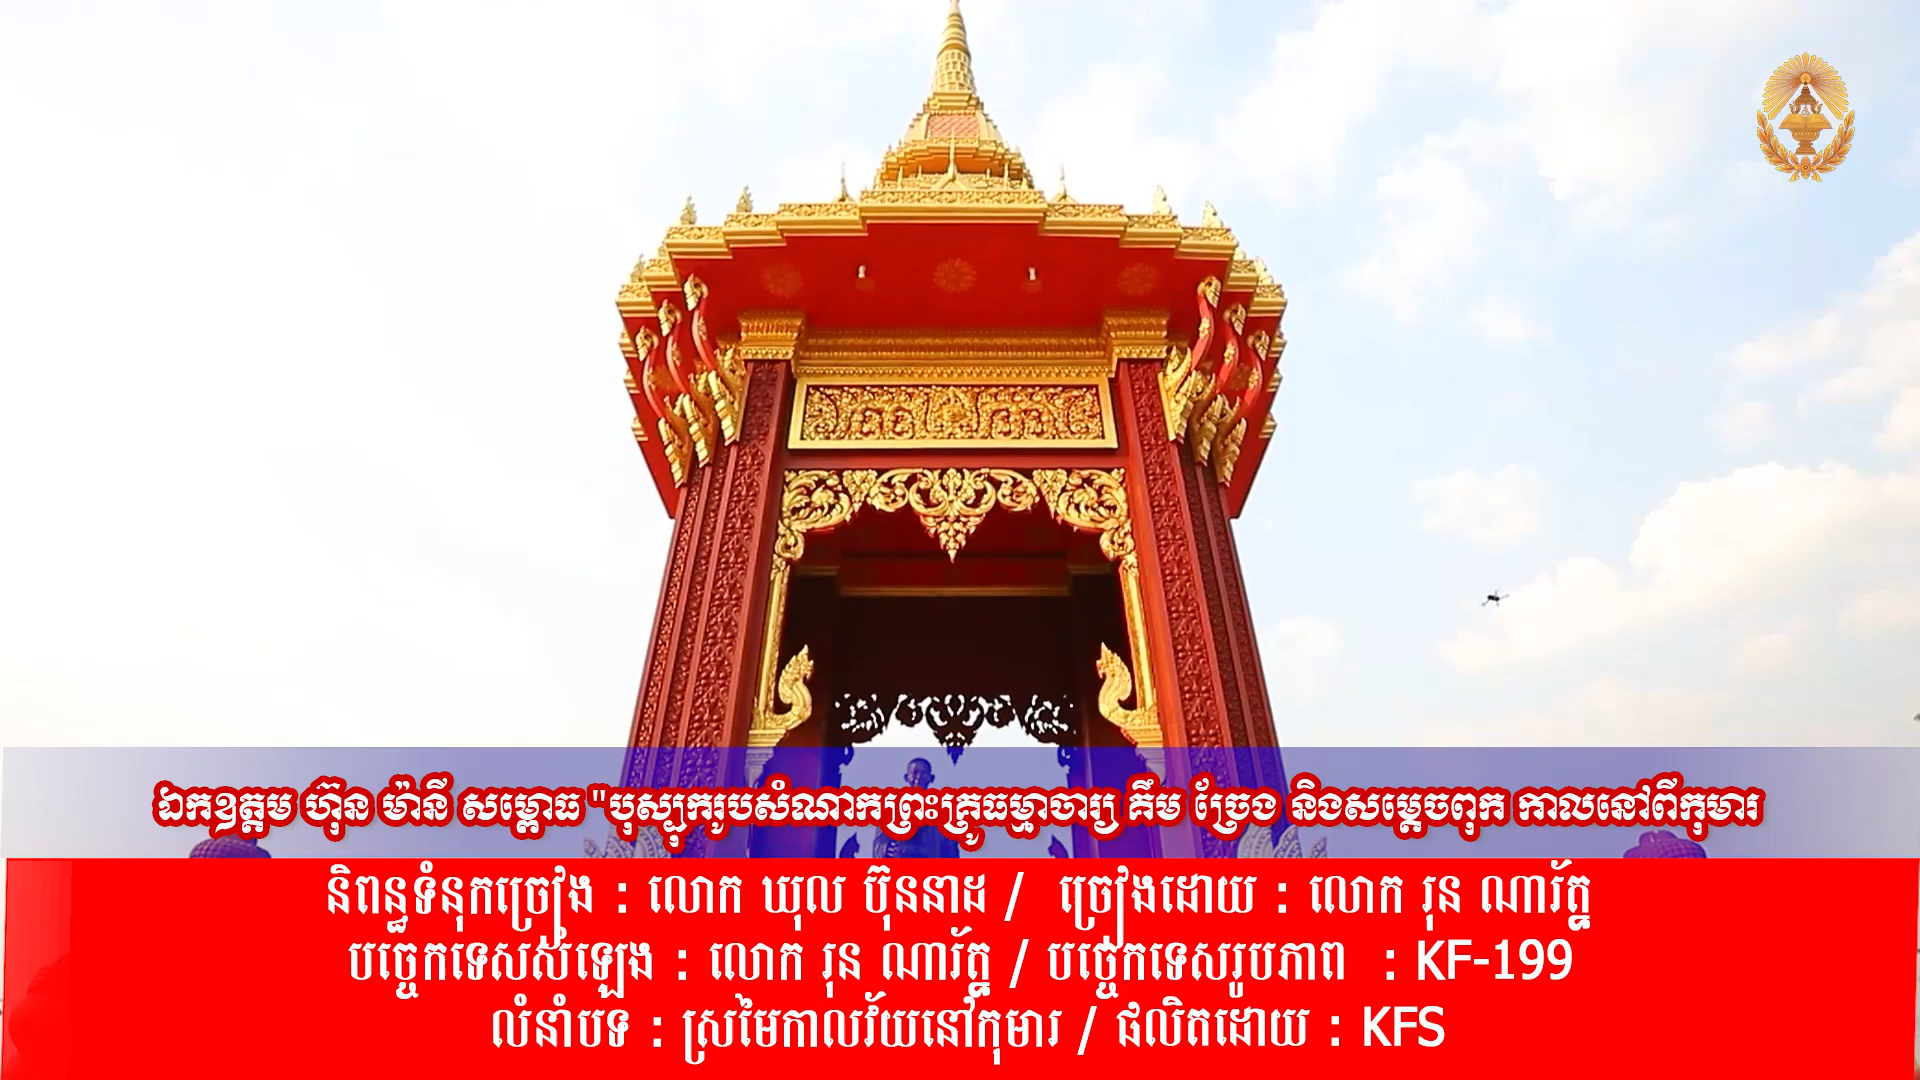 ឯកឧត្តម ហ៊ុន ម៉ានី សម្ពោធ "បុស្បុករូបសំណាកព្រះគ្រូធម្មាចារ្យ គឹម ច្រែង និងសម្តេចពុក កាលនៅពីកុមារ
និពន្ធទំនុកច្រៀង : លោក ឃុល ប៊ុននាដ / ច្រៀងដោយ : លោក រុន ណារ័ត្ន
បច្ចេកទេសសំឡេង : លោក រុន ណារ័ត្ន / បច្ចេកទេសរូបភាព : KF-199
លំនាំបទ : ស្រមៃកាលវ័យនៅកុមារ / ផលិតដោយ : KFS